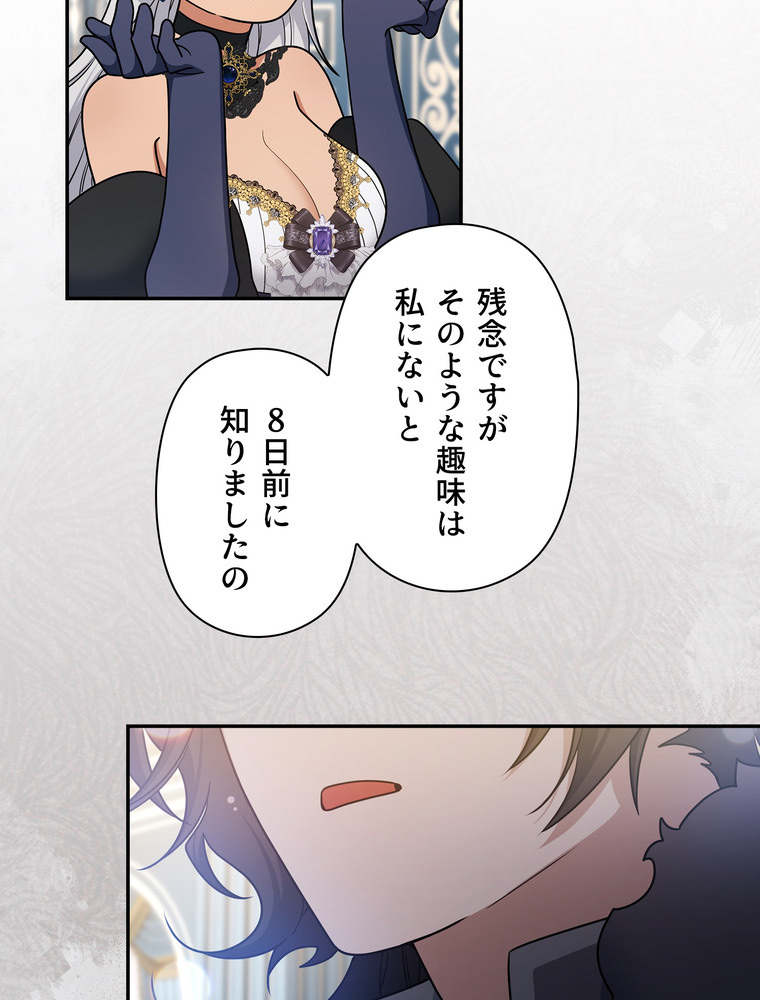 残念ですが
そのような趣味は
私にないと
８日前に
知りましたの